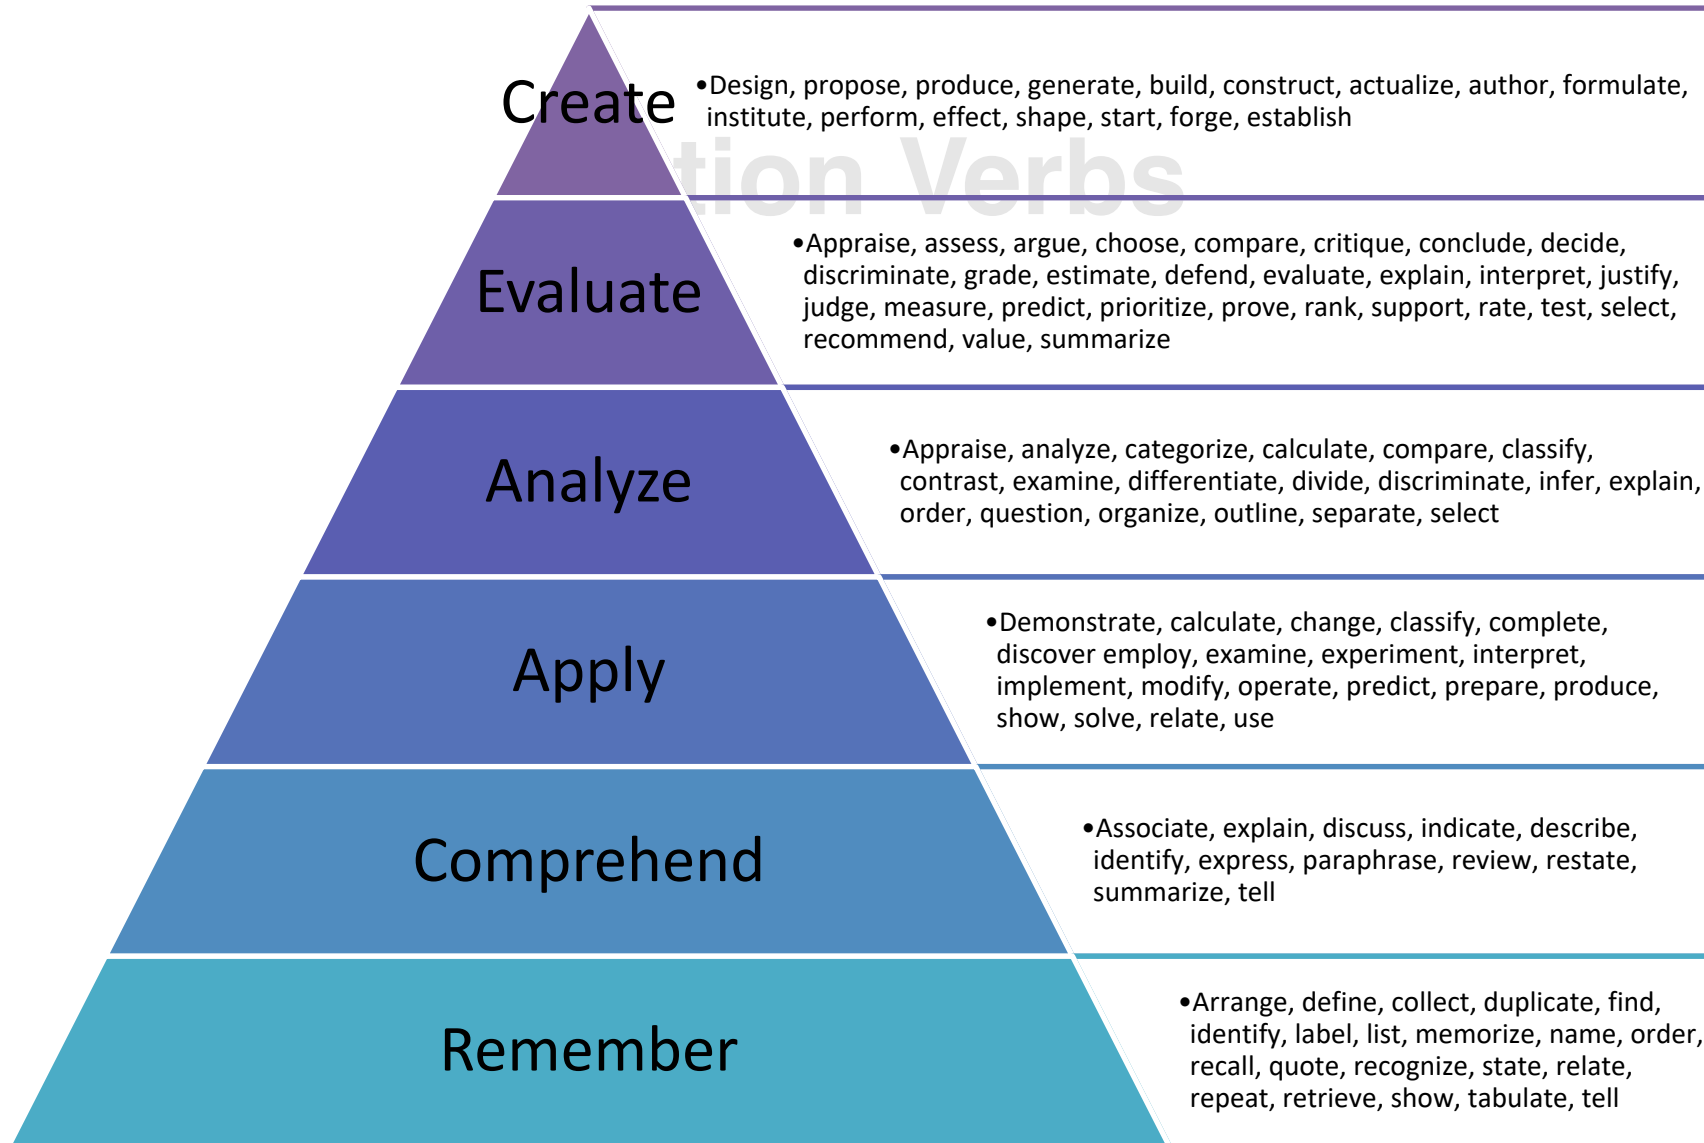 Create
•Design, propose, produce, generate, build, construct, actualize, author, formulate,
institute, perform, effect, shape, start, forge, establish
Verbs
Evaluate
•Appraise, assess, argue, choose, compare, critique, conclude, decide,
discriminate, grade, estimate, defend, evaluate, explain, interpret, justify,
judge, measure, predict, prioritize, prove, rank, support, rate, test, select,
recommend, value, summarize
Analyze
•Appraise, analyze, categorize, calculate, compare, classify,
contrast, examine, differentiate, divide, discriminate, infer, explain,
order, question, organize, outline, separate, select
Apply
•Demonstrate, calculate, change, classify, complete,
discover employ, examine, experiment, interpret,
implement, modify, operate, predict, prepare, produce,
show, solve, relate, use
Comprehend
•Associate, explain, discuss, indicate, describe,
identify, express, paraphrase, review, restate,
summarize, tell
Remember
•Arrange, define, collect, duplicate, find,
identify, label, list, memorize, name, order,
recall, quote, recognize, state, relate,
repeat, retrieve, show, tabulate, tell